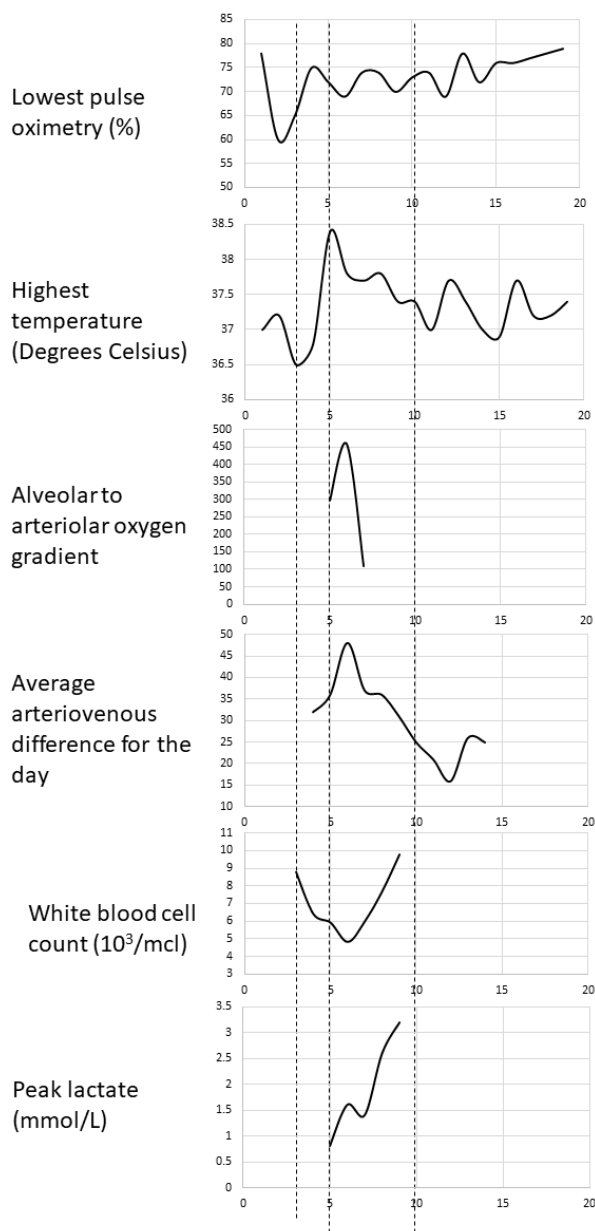 85
80
75
70
65
60
55
50
0 5 10 15 20
Lowest pulse
oximetry (%)
38.5
38
37.5
37
36.5
36
0 5 10 15 20
Highest
temperature
(Degrees Celsius)
500
450
400
350
300
250
200
150
100
50
0
0 5 10 15 20
Alveolar to
arteriolar oxygen
gradient
50
45
40
35
30
25
20
15
10
0 5 10 15 20
Average
arteriovenous
difference for the
day
11
10
9
8
7
6
5
4
3
0 5 10 15 20
White blood cell
count (10³/mcl)
3.5
3
2.5
2
1.5
1
0.5
0
0 5 10 15 20
Peak lactate
(mmol/L)